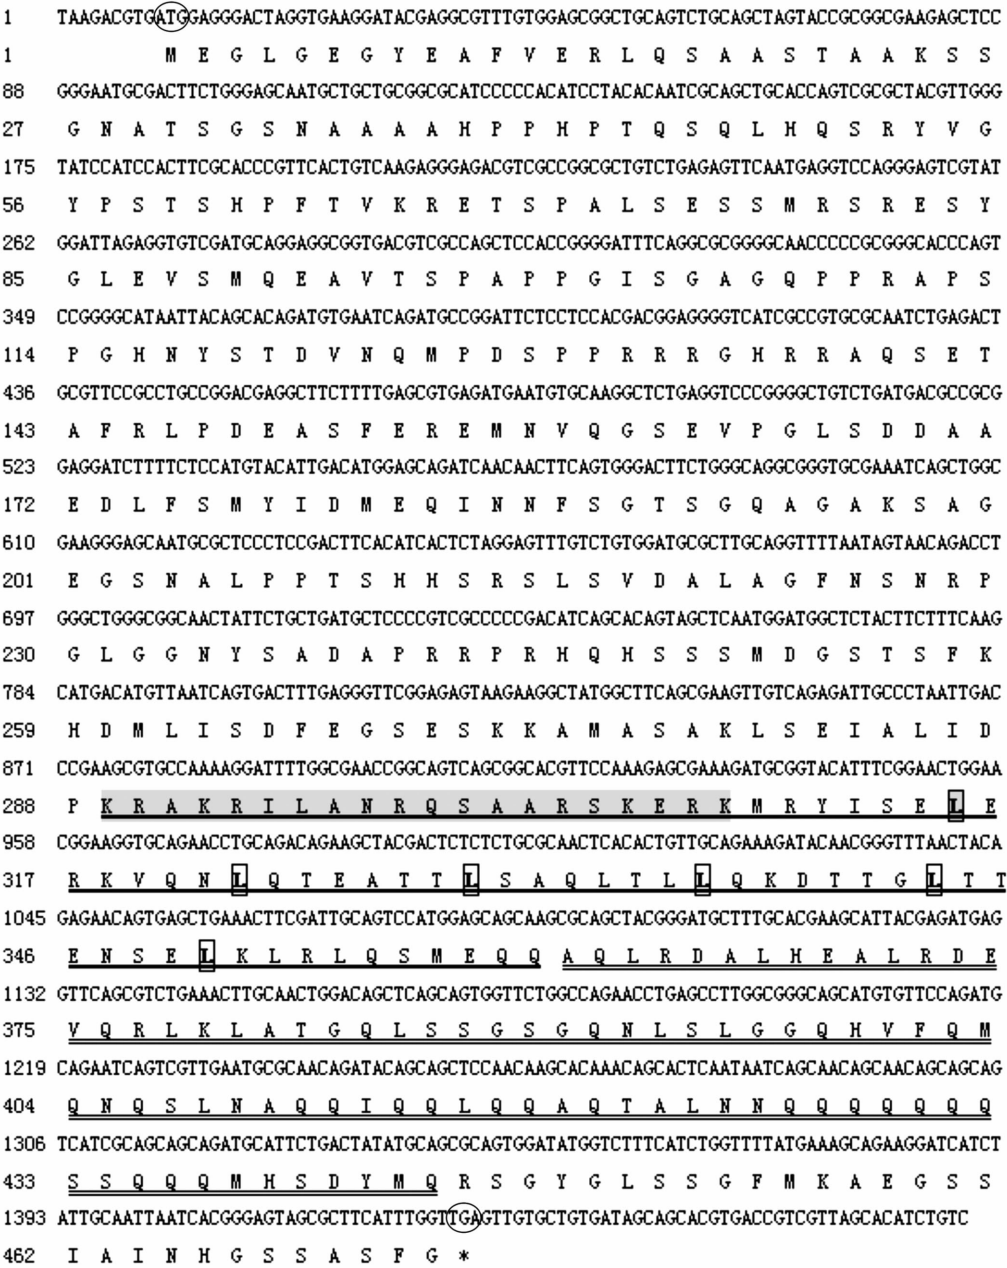 1 TAAGACGTGATGGAGGGACTAGGTGAAGGATACGAGGCGTTTGTGGAGCGGCTGCAGTCTGCAGCTAGTACCGCGGCGAAGAGCTCC
1 M E G L G E G Y E A F V E R L Q S A A S T A A K S S
88 GGGAATGCGACTTCTGGGAGCAATGCTGCTGCGGCGCATCCCCCACATCCTACACAATCGCAGCTGCACCAGTCGCGCTACGTTGGG
27 G N A T S G S N A A A A H P P H P T Q S Q L H Q S R Y V G
175 TATCCATCCACTTCGCACCCGTTCACTGTCAAGAGGGAGACGTCGCCGGCGCTGTCTGAGAGTTCAATGAGGTCCAGGGAGTCGTAT
56 Y P S T S H P F T V K R E T S P A L S E S S M R S R E S Y
262 GGATTAGAGGTGTCGATGCAGGAGGCGGTGACGTCGCCAGCTCCACCGGGGATTTCAGGCGCGGGGCAACCCCCGCGGGCACCCAGT
85 G L E V S M Q E A V T S P A P P G I S G A G Q P P R A P S
349 CCGGGGCATAATTACAGCACAGATGTGAATCAGATGCCGGATTCTCCTCCACGACGGAGGGGTCATCGCCGTGCGCAATCTGAGACT
114 P G H N Y S T D V N Q M P D S P P R R R G H R R A Q S E T
436 GCGTTCCGCCTGCCGGACGAGGCTTCTTTTGAGCGTGAGATGAATGTGCAAGGCTCTGAGGTCCCGGGGCTGTCTGATGACGCCGCG
143 A F R L P D E A S F E R E M N V Q G S E V P G L S D D A A
523 GAGGATCTTTTCTCCATGTACATTGACATGGAGCAGATCAACAACTTCAGTGGGACTTCTGGGCAGGCGGGTGCGAAATCAGCTGGC
172 E D L F S M Y I D M E Q I N N F S G T S G Q A G A K S A G
610 GAAGGGAGCAATGCGCTCCCTCCGACTTCACATCACTCTAGGAGTTTGTCTGTGGATGCGCTTGCAGGTTTTAATAGTAACAGACCT
201 E G S N A L P P T S H H S R S L S V D A L A G F N S N R P
697 GGGCTGGGCGGCAACTATTCTGCTGATGCTCCCCGTCGCCCCCGACATCAGCACAGTAGCTCAATGGATGGCTCTACTTCTTTCAAG
230 G L G G N Y S A D A P R R P R H Q H S S S M D G S T S F K
784 CATGACATGTTAATCAGTGACTTTGAGGGTTCGGAGAGTAAGAAGGCTATGGCTTCAGCGAAGTTGTCAGAGATTGCCCTAATTGAC
259 H D M L I S D F E G S E S K K A M A S A K L S E I A L I D
871 CCGAAGCGTGCCAAAAGGATTTTGGCGAACCGGCAGTCAGCGGCACGTTCCAAAGAGCGAAAGATGCGGTACATTTCGGAACTGGAA
288 P K R A K R I L A N R Q S A A R S K E R K M R Y I S E L E
958 CGGAAGGTGCAGAACCTGCAGACAGAAGCTACGACTCTCTCTGCGCAACTCACACTGTTGCAGAAAGATACAACGGGTTTAACTACA
317 R K V Q N L Q T E A T T L S A Q L T L L Q K D T T G L T T
1045 GAGAACAGTGAGCTGAAACTTCGATTGCAGTCCATGGAGCAGCAAGCGCAGCTACGGGATGCTTTGCACGAAGCATTACGAGATGAG
346 E N S E L K L R L Q S M E Q Q A Q L R D A L H E A L R D E
1132 GTTCAGCGTCTGAAACTTGCAACTGGACAGCTCAGCAGTGGTTCTGGCCAGAACCTGAGCCTTGGCGGGCAGCATGTGTTCCAGATG
375 V Q R L K L A T G Q L S S G S G Q N L S L G G Q H V F Q M
1219 CAGAATCAGTCGTTGAATGCGCAACAGATACAGCAGCTCCAACAAGCACAAACAGCACTCAATAATCAGCAACAGCAACAGCAGCAG
404 Q N Q S L N A Q Q I Q Q L Q Q A Q T A L N N Q Q Q Q Q Q Q
1306 TCATCGCAGCAGCAGATGCATTCTGACTATATGCAGCGCAGTGGATATGGTCTTTCATCTGGTTTTATGAAAGCAGAAGGATCATCT
433 S S Q Q Q M H S D Y M Q R S G Y G L S S G F M K A E G S S
1393 ATTGCAATTAATCACGGGAGTAGCGCTTCATTTGGTTGAGTTGTGCTGTGATAGCAGCACGTGACCGTCGTTAGCACATCTGTC
462 I A I N H G S S A S F G *